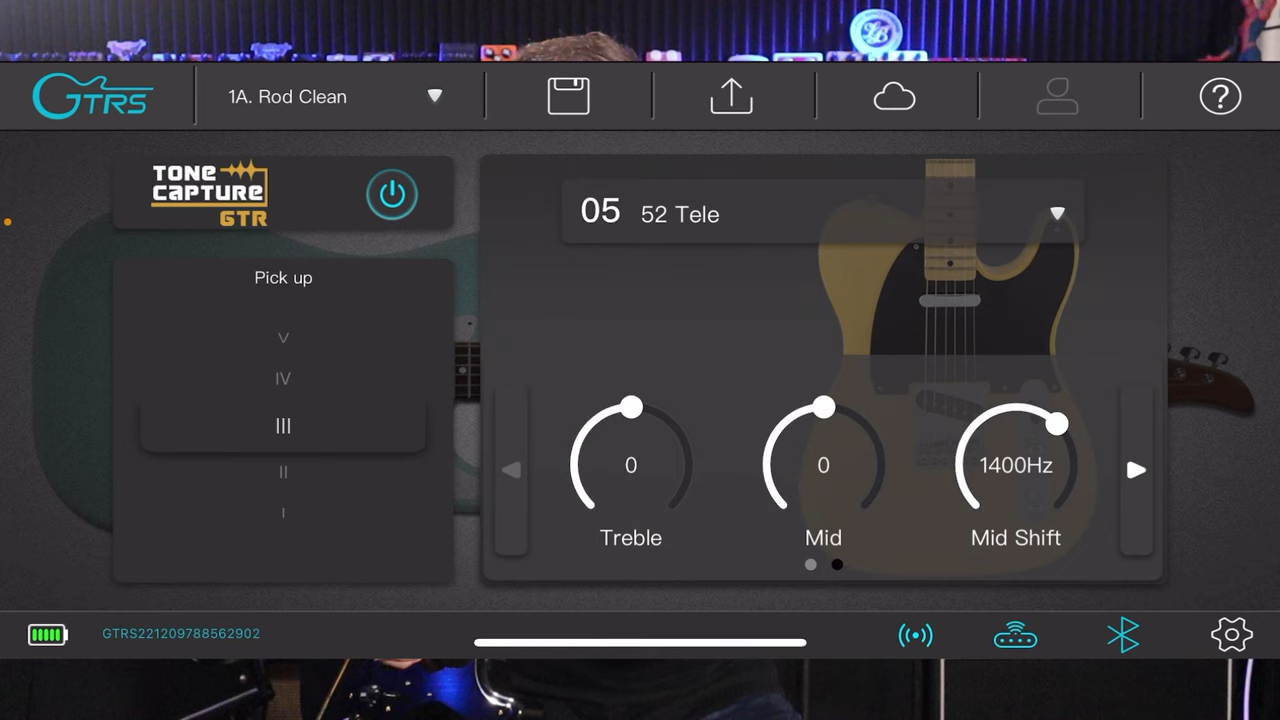 GTRS
1A. Rod Clean
?
TONE
CAPTURE
GTR
05 52 Tele
Pick up
V
IV
III
II
I
0
0
1400Hz
Treble
Mid
Mid Shift
GTRS221209788562902